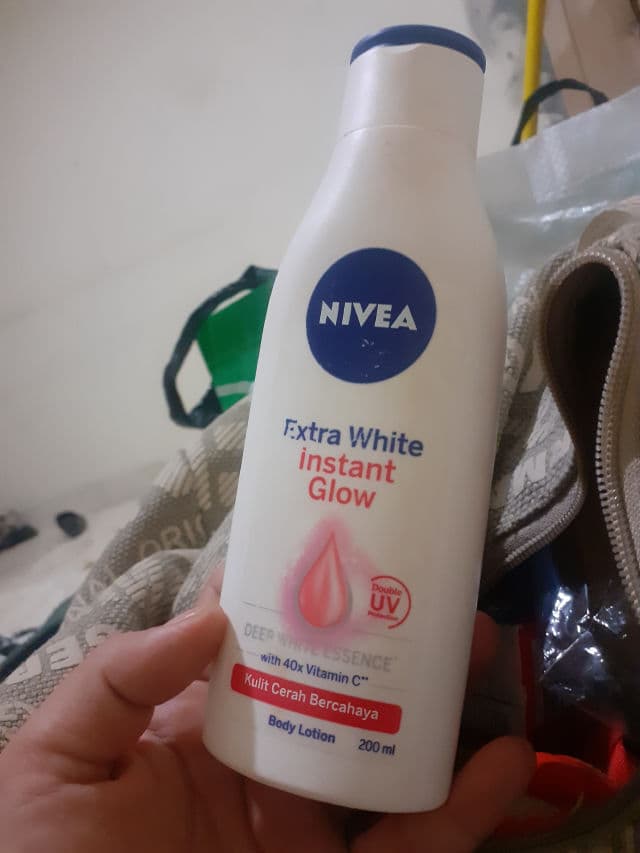 NIVEA
Extra White
instant
Glow
Double
UV
Protection
DEEP WHITE ESSENCE
with 40x Vitamin C**
Kulit Cerah Bercahaya
Body Lotion 200 ml